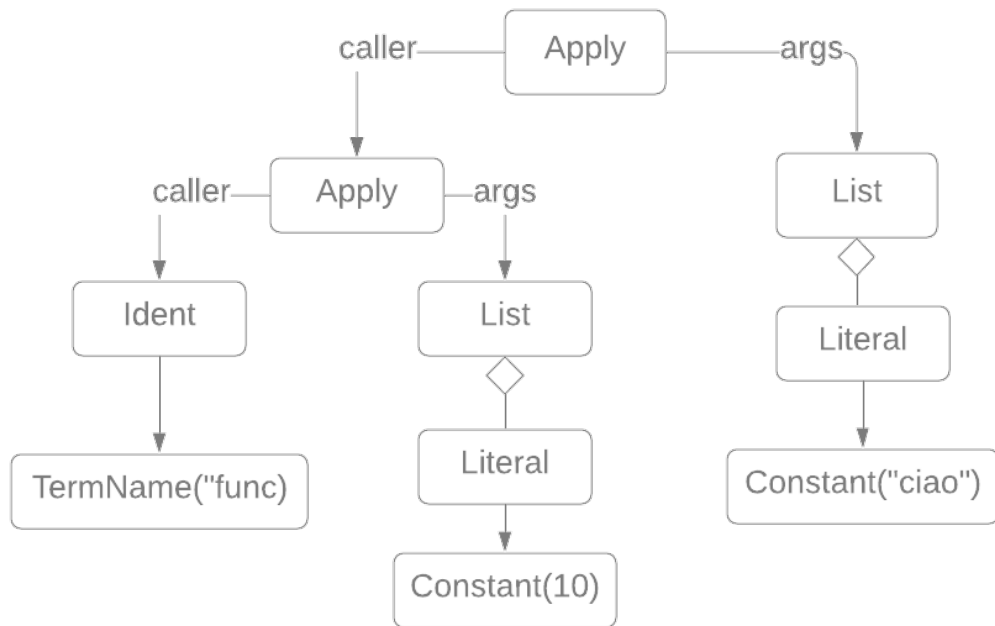 caller
Apply
args
caller
Apply
args
List
Ident
List
Literal
TermName("func)
Literal
Constant("ciao")
Constant(10)